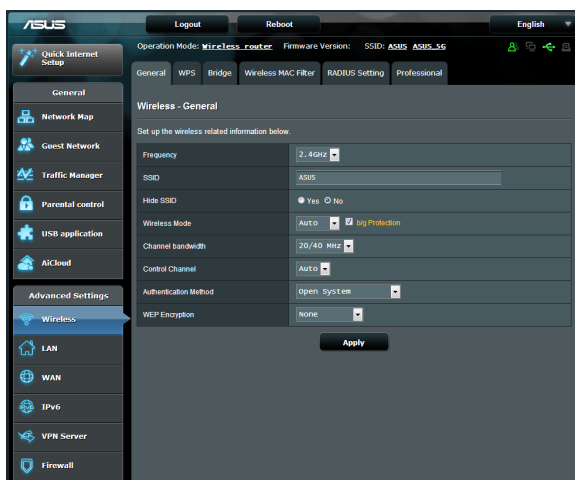 ASUS
Logout
Reboot
English
Quick Internet Setup
Operation Mode: Wireless router Firmware Version: SSID: ASUS ASUS_5G
General WPS Bridge Wireless MAC Filter RADIUS Setting Professional
General
Network Map
Guest Network
Traffic Manager
Parental control
USB application
AiCloud
Advanced Settings
Wireless
LAN
WAN
IPv6
VPN Server
Firewall
Wireless - General
Set up the wireless related information below.
Frequency 2.4GHz
SSID ASUS
Hide SSID Yes No
Wireless Mode Auto b/g Protection
Channel bandwidth 20/40 MHz
Control Channel Auto
Authentication Method Open System
WEP Encryption None
Apply